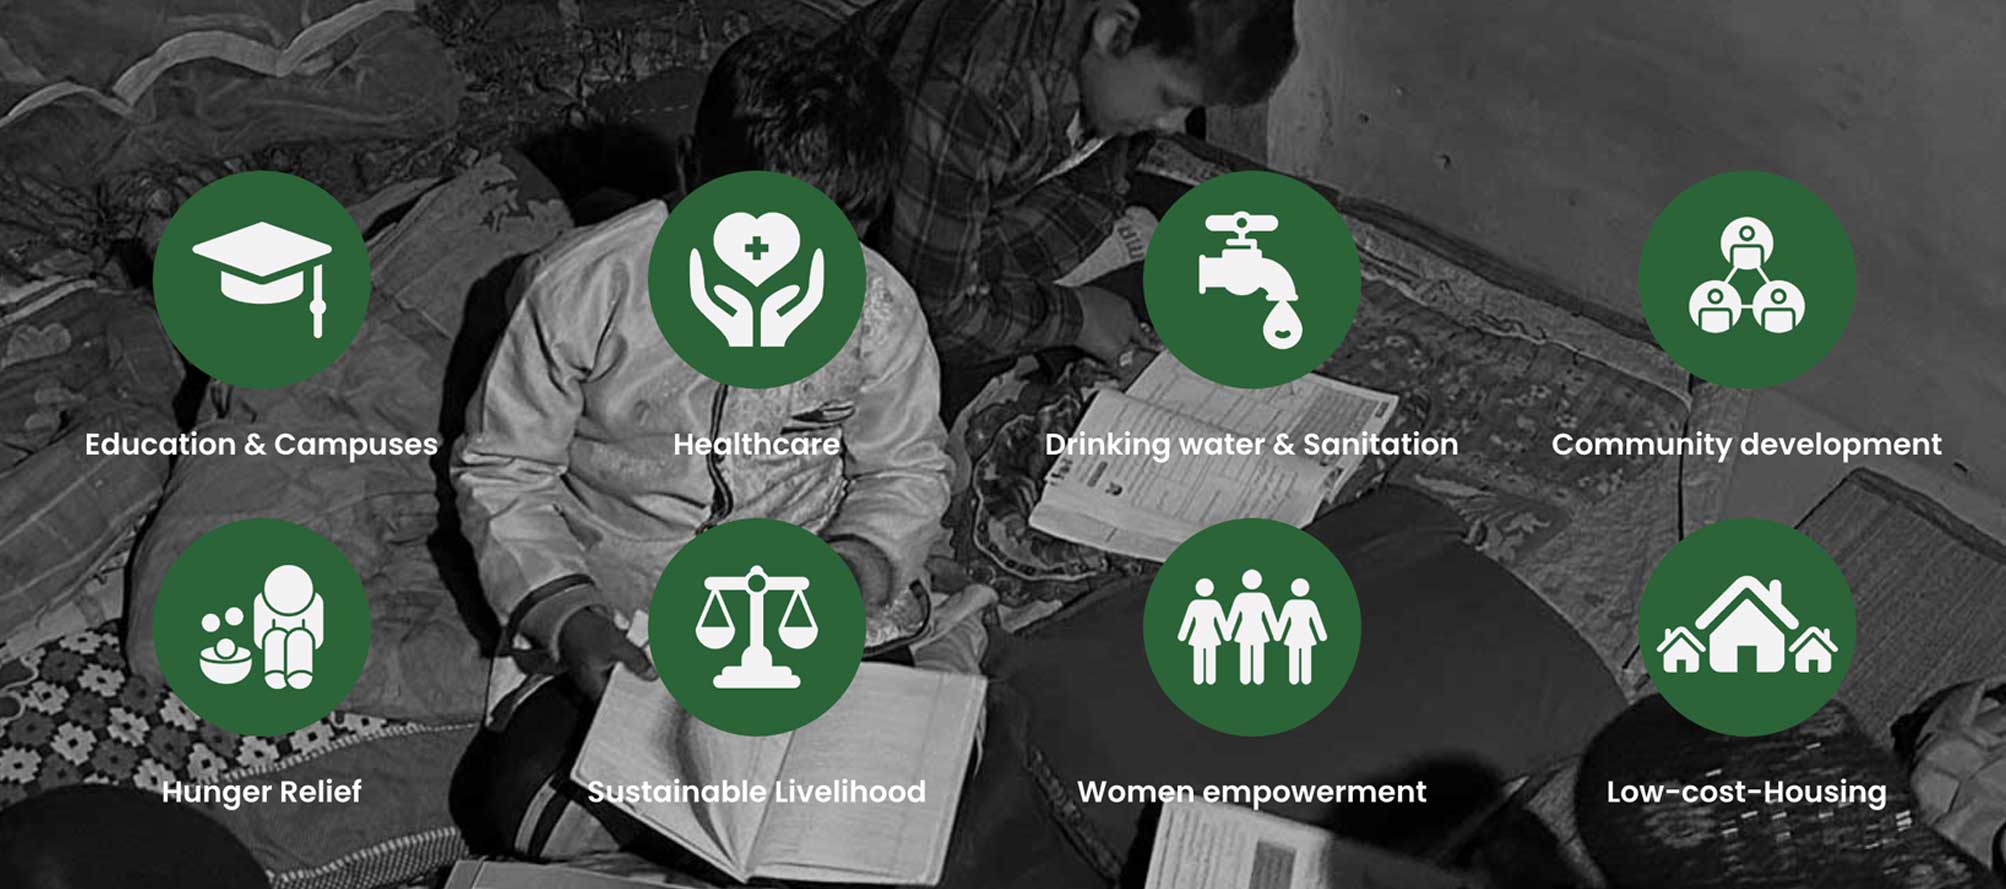 Education & Campuses
Healthcare
Drinking water & Sanitation
Community development
Hunger Relief
Sustainable Livelihood
Women empowerment
Low-cost-Housing